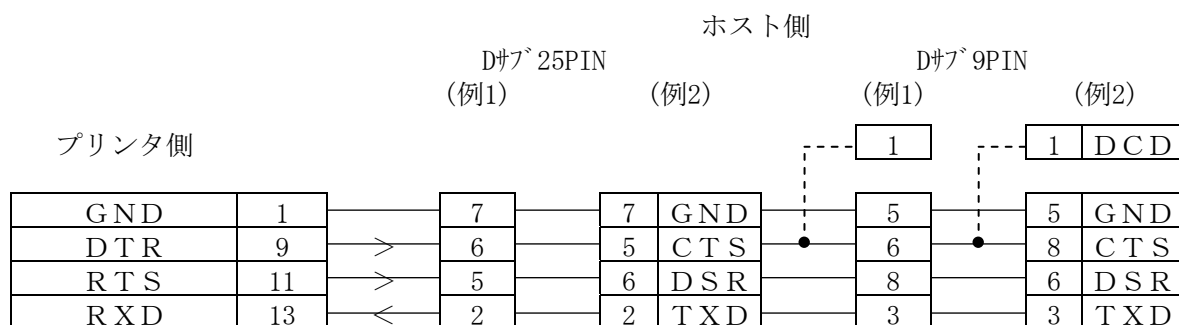 ホスト側
Dｻﾌﾞ25PIN Dｻﾌﾞ9PIN
(例1) (例2) (例1) (例2)
プリンタ側 1 1 DCD
GND 1 7 7 GND 5 5 GND
DTR 9 6 5 CTS 6 8 CTS
RTS 11 5 6 DSR 8 6 DSR
RXD 13 2 2 TXD 3 3 TXD